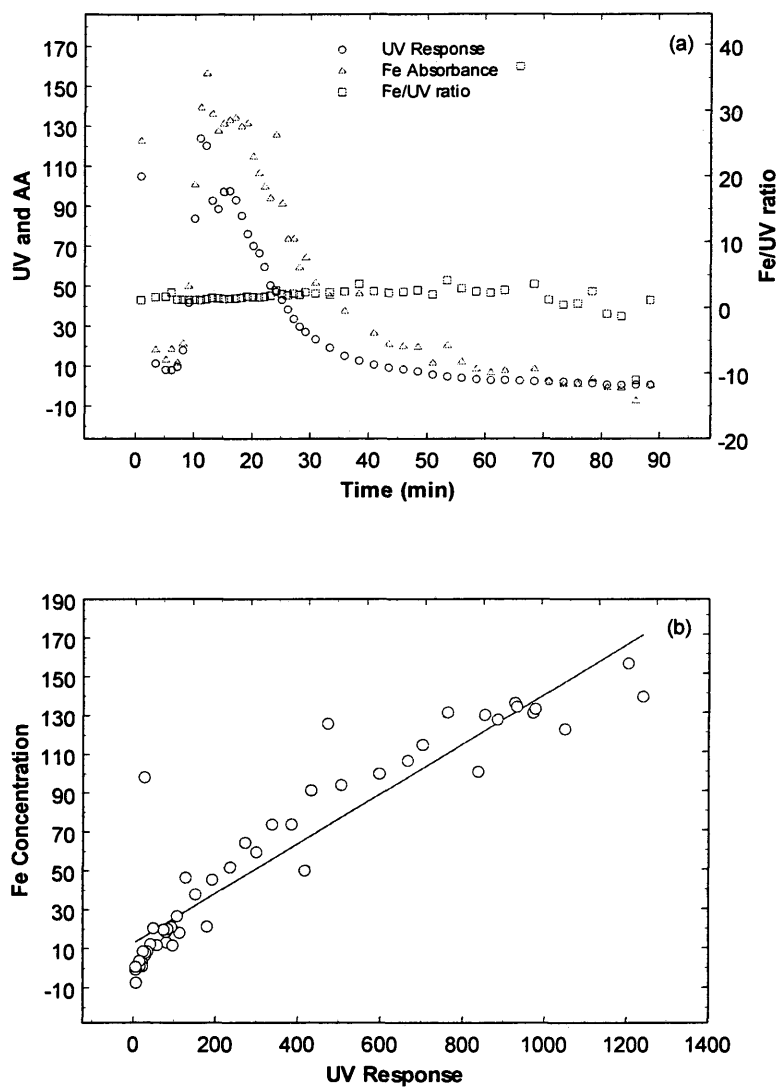 (a)
UV Response
Fe Absorbance
Fe/UV ratio
170
150
130
110
90
70
50
30
10
-10
UV and AA
40
30
20
10
0
-10
-20
Fe/UV ratio
0 10 20 30 40 50 60 70 80 90
Time (min)
(b)
190
170
150
130
110
90
70
50
30
10
-10
Fe Concentration
0 200 400 600 800 1000 1200 1400
UV Response